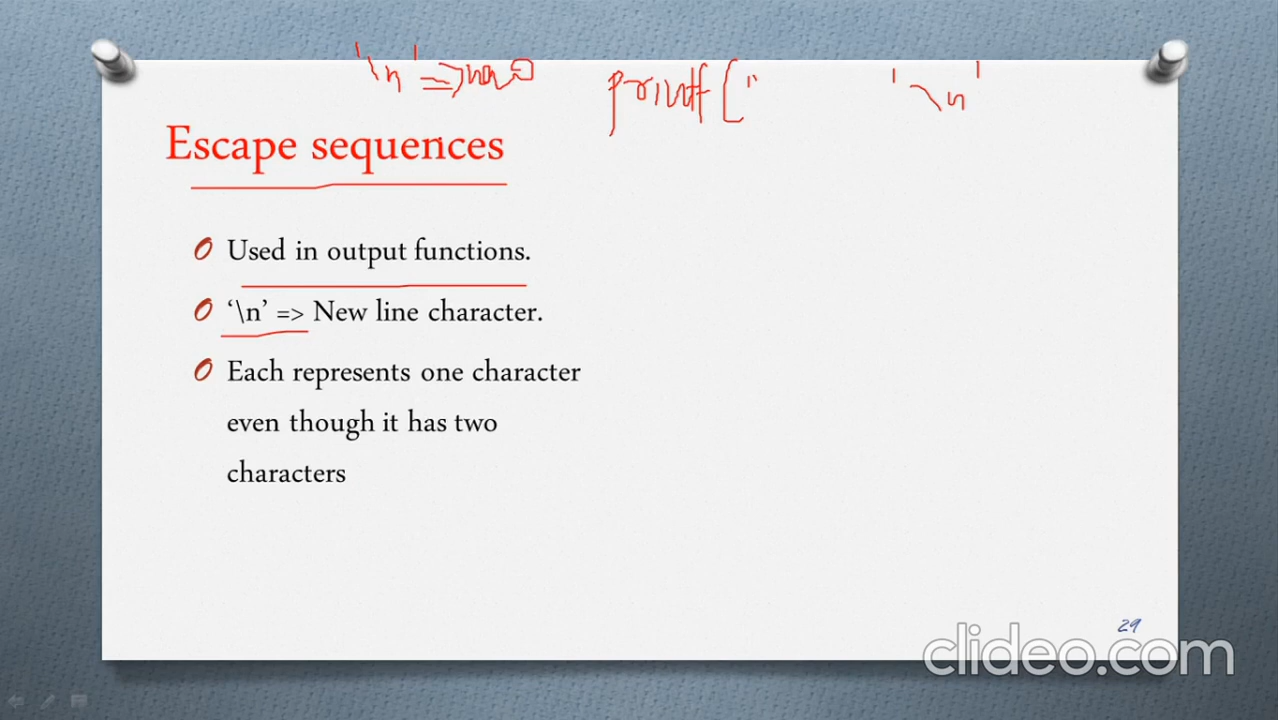 '\n' =>
printf ("
'\n'
Escape sequences
Used in output functions.
‘\n’ => New line character.
Each represents one character
even though it has two
characters
29
clideo.com